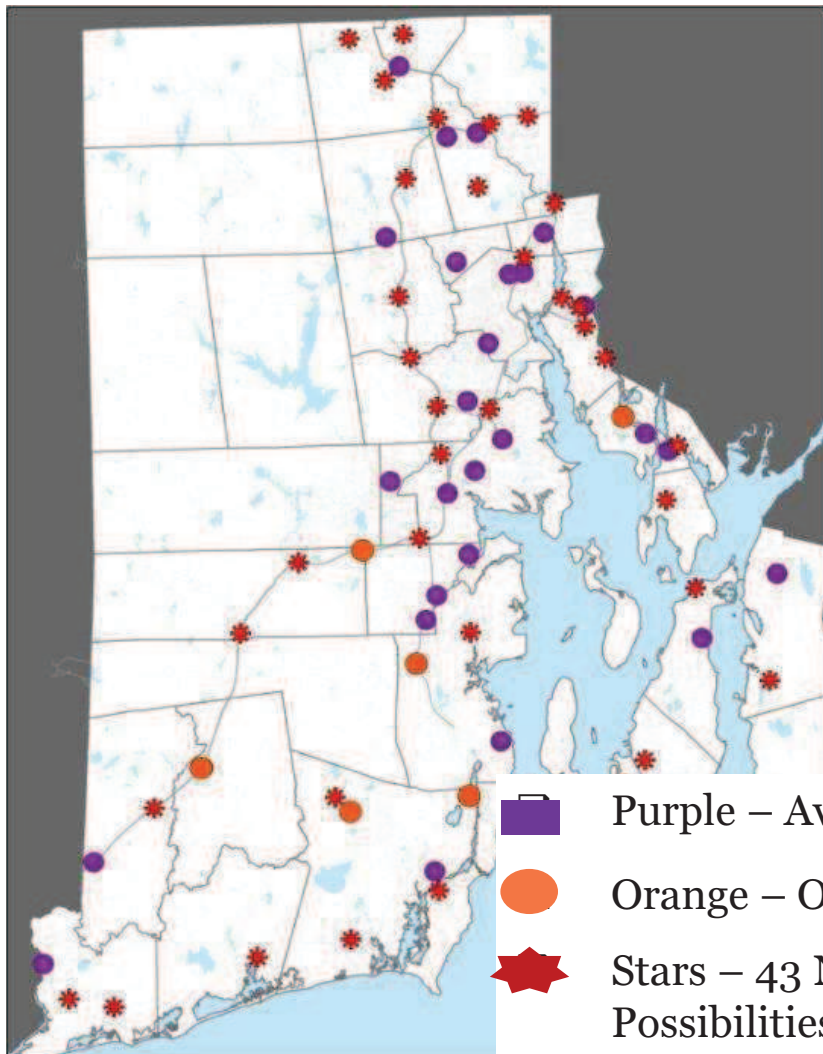 Purple – Av
Orange – O
Stars – 43 N
Possibilities